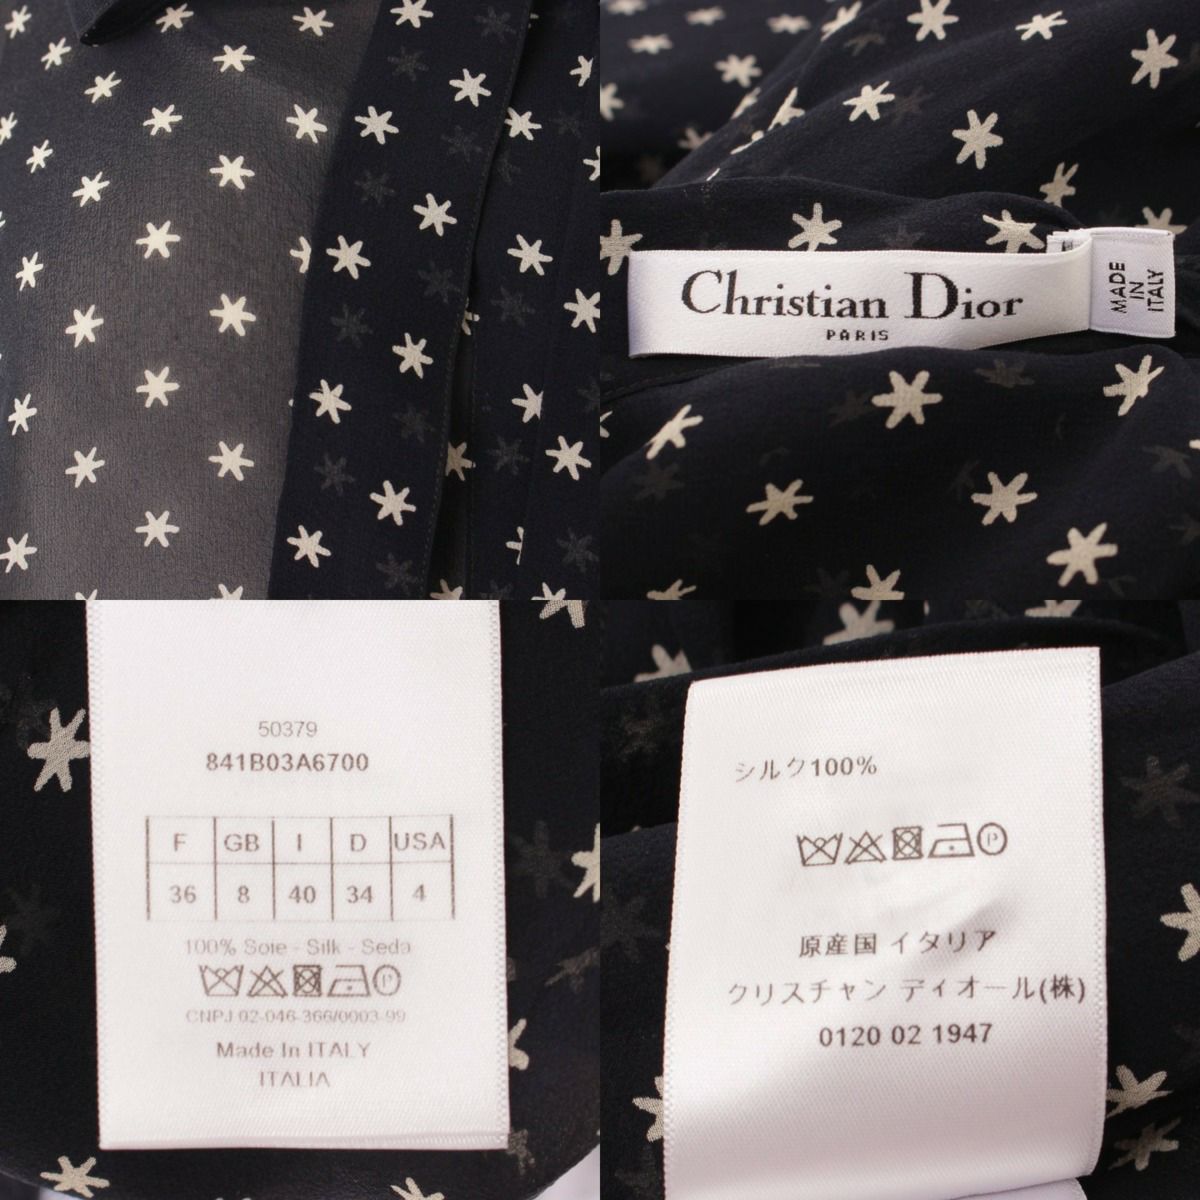 Christian Dior
PARIS
MADE
IN
ITALY
50379
841B03A6700
F GB I D USA
36 8 40 34 4
100% Soie - Silk - Seda
P
CNPJ 02-046-366/0003-99
Made In ITALY
ITALIA
シルク100%
P
原産国 イタリア
クリスチャン ディオール(株)
0120 02 1947